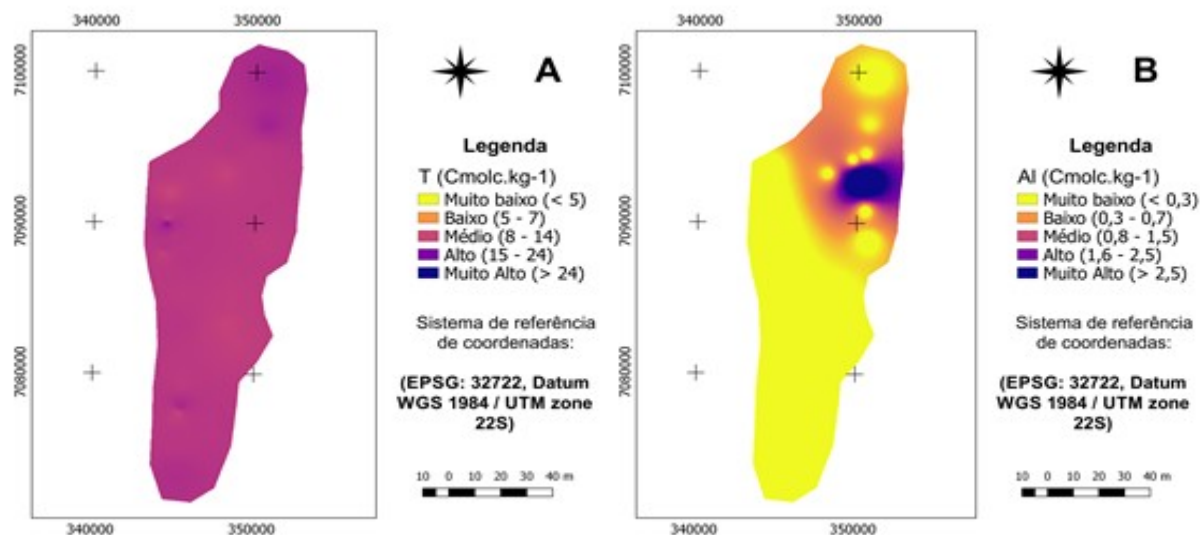 340000 350000
7100000
7090000
7080000
340000 350000
A
Legenda
T (Cmolc.kg-1)
Muito baixo (< 5)
Baixo (5 - 7)
Médio (8 - 14)
Alto (15 - 24)
Muito Alto (> 24)
Sistema de referência
de coordenadas:
(EPSG: 32722, Datum
WGS 1984 / UTM zone
22S)
10 0 10 20 30 40 m
340000 350000
7100000
7090000
7080000
340000 350000
B
Legenda
Al (Cmolc.kg-1)
Muito baixo (< 0,3)
Baixo (0,3 - 0,7)
Médio (0,8 - 1,5)
Alto (1,6 - 2,5)
Muito Alto (> 2,5)
Sistema de referência
de coordenadas:
(EPSG: 32722, Datum
WGS 1984 / UTM zone
22S)
10 0 10 20 30 40 m